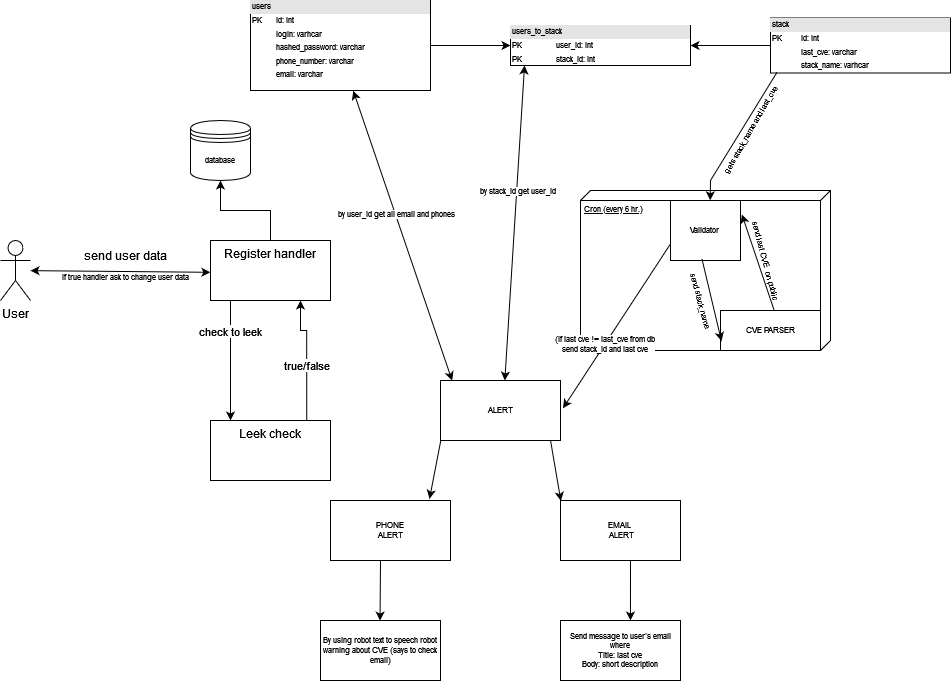 users
PK id: int
login: varhcar
hashed_password: varchar
phone_number: varchar
email: varchar
users_to_stack
PK user_id: int
PK stack_id: int
stack
PK id: int
last_cve: varchar
stack_name: varhcar
Gets stack_name and last_cve
database
by stack_id get user_id
by user_id get all email and phones
Cron (every 6 hr.)
Vaildator
send last CVE on public
send stack_name
CVE PARSER
(If last cve != last_cve from db
send stack_id and last cve
User
send user data
If true handler ask to change user data
Register handler
check to leek
true/false
Leek check
ALERT
PHONE
ALERT
EMAIL
ALERT
By using robot text to speech robot
warning about CVE (says to check
email)
Send message to user's email
where
Title: last cve
Body: short description